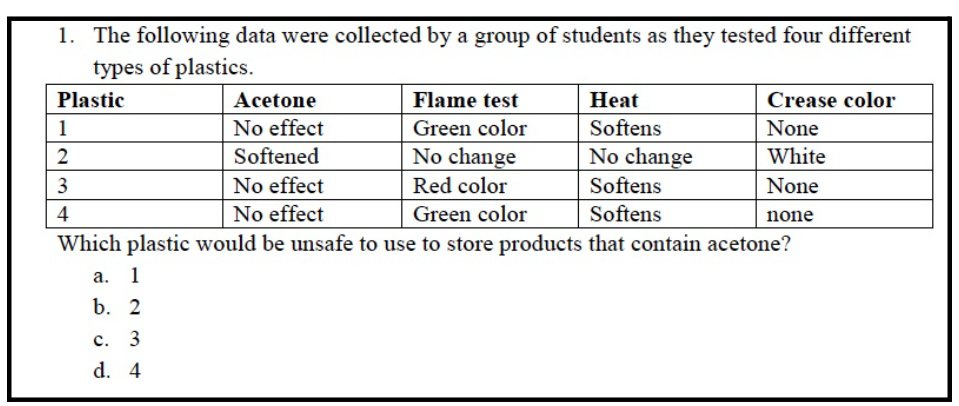 1. The following data were collected by a group of students as they tested four different
types of plastics.
Plastic Acetone Flame test Heat Crease color
1 No effect Green color Softens None
2 Softened No change No change White
3 No effect Red color Softens None
4 No effect Green color Softens none
Which plastic would be unsafe to use to store products that contain acetone?
a. 1
b. 2
c. 3
d. 4